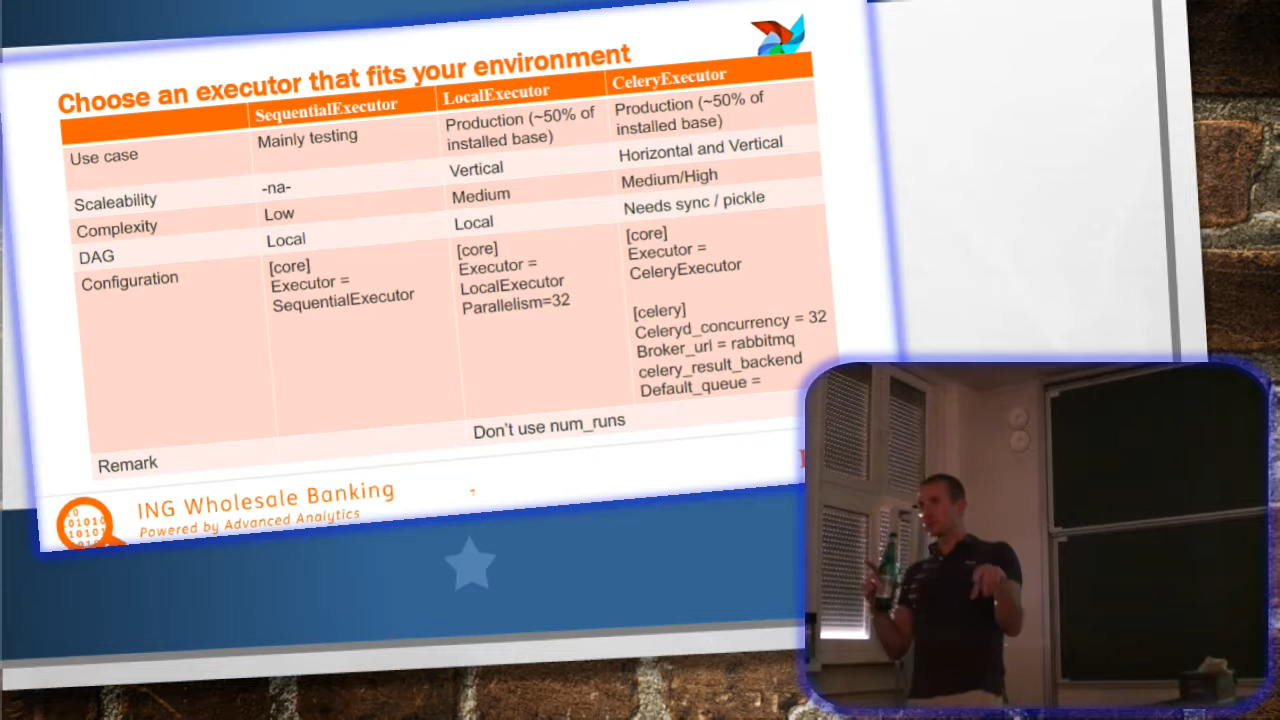 Choose an executor that fits your environment
SequentialExecutor
LocalExecutor
CeleryExecutor
Use case
Mainly testing
Production (~50% of
installed base)
Production (~50% of
installed base)
Scaleability
-na-
Vertical
Horizontal and Vertical
Complexity
Low
Medium
Medium/High
DAG
Local
Local
Needs sync / pickle
Configuration
[core]
Executor =
SequentialExecutor
[core]
Executor =
LocalExecutor
Parallelism=32
[core]
Executor =
CeleryExecutor
[celery]
Celeryd_concurrency = 32
Broker_url = rabbitmq
celery_result_backend
Default_queue =
Remark
Don't use num_runs
ING Wholesale Banking
Powered by Advanced Analytics